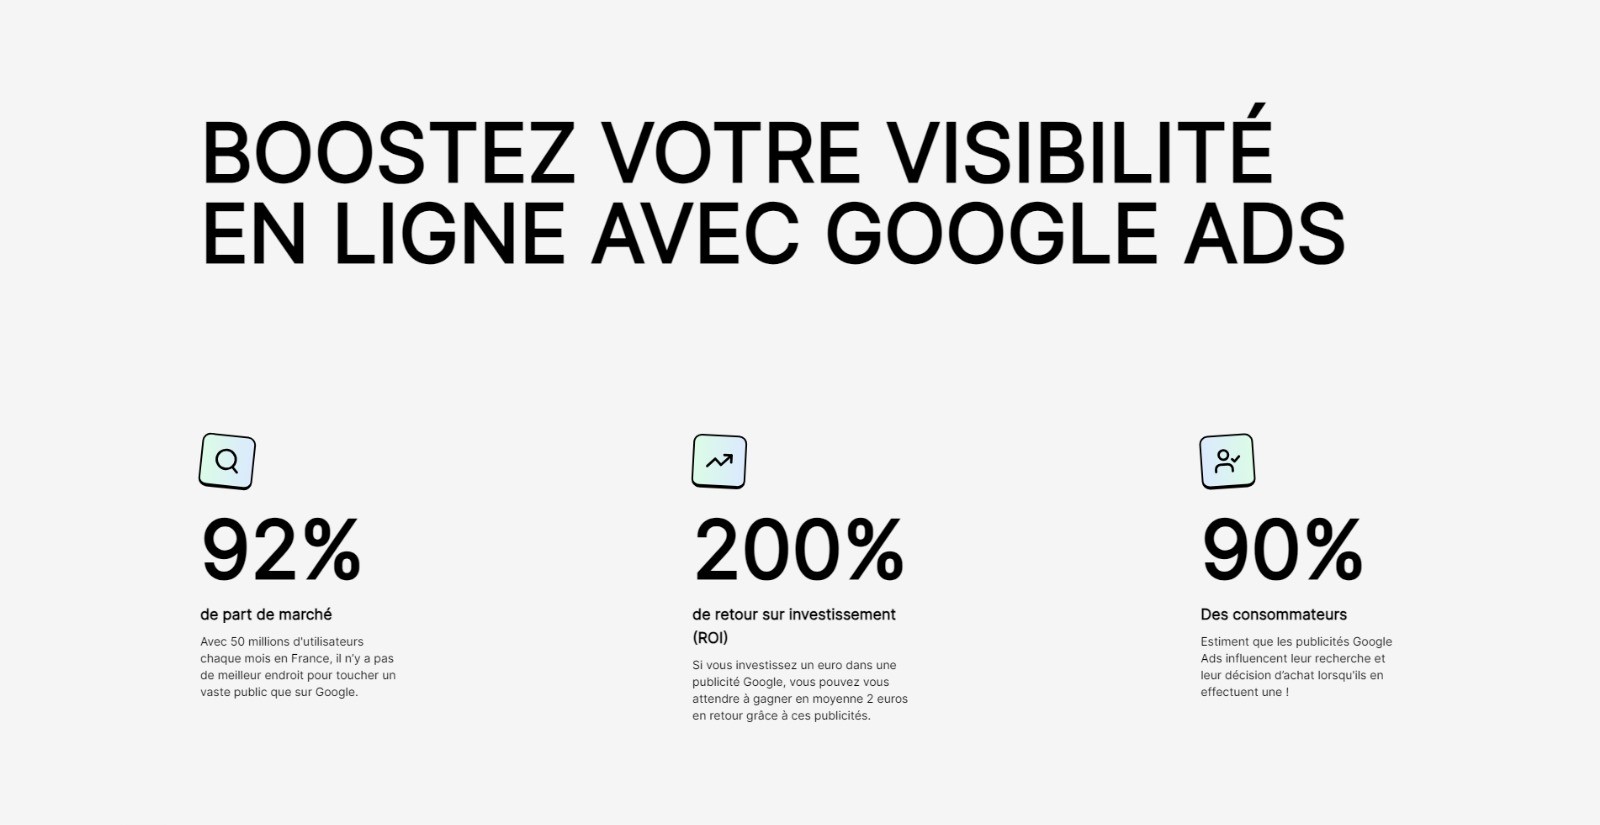 BOOSTEZ VOTRE VISIBILITÉ
EN LIGNE AVEC GOOGLE ADS
92%
de part de marché
Avec 50 millions d'utilisateurs
chaque mois en France, il n'y a pas
de meilleur endroit pour toucher un
vaste public que sur Google.
200%
de retour sur investissement
(ROI)
Si vous investissez un euro dans une
publicité Google, vous pouvez vous
attendre à gagner en moyenne 2 euros
en retour grâce à ces publicités.
90%
Des consommateurs
Estiment que les publicités Google
Ads influencent leur recherche et
leur décision d'achat lorsqu'ils en
effectuent une !